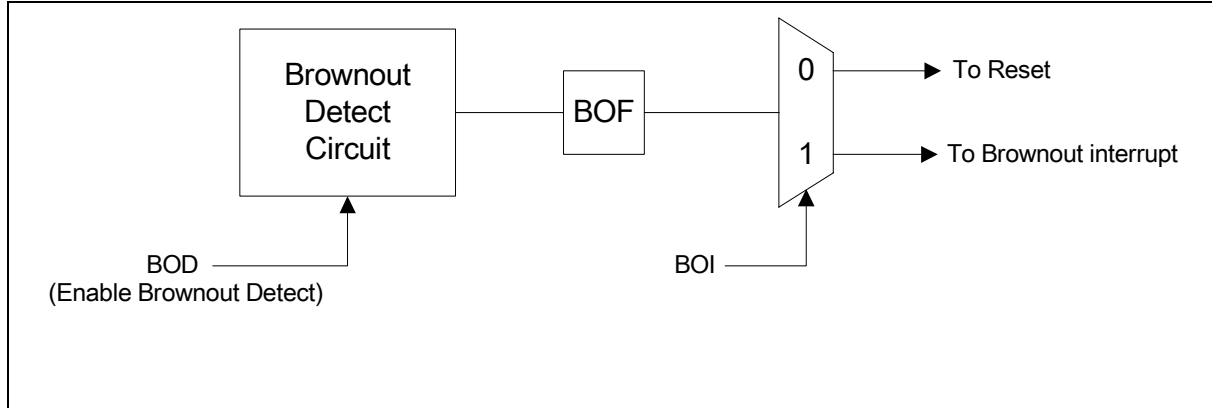 Brownout
Detect
Circuit
BOF
0
1
To Reset
To Brownout interrupt
BOD
(Enable Brownout Detect)
BOI